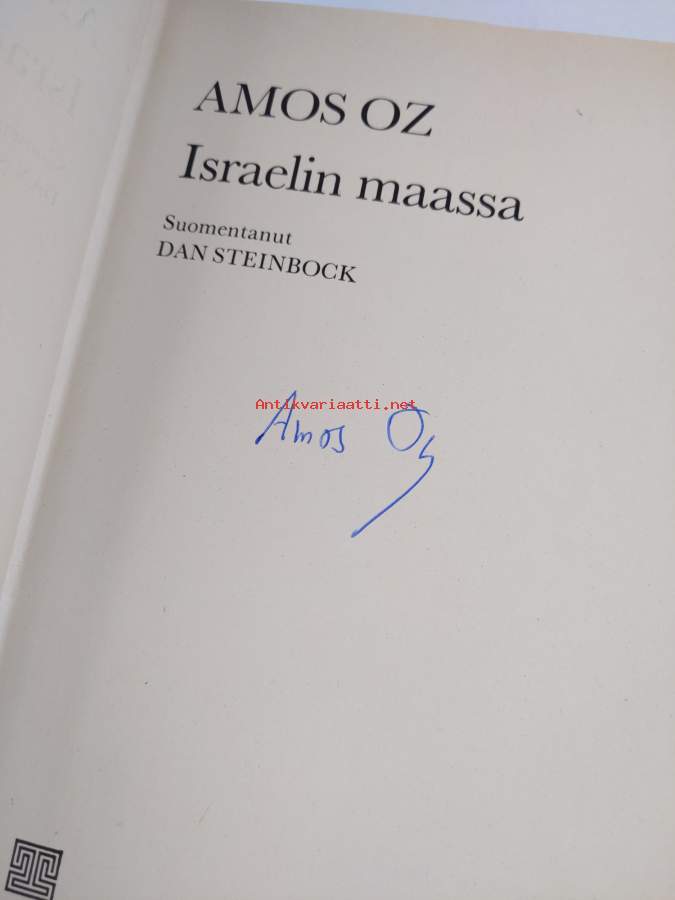 AMOS OZ
Israelin maassa
Suomentanut
DAN STEINBOCK
Antikvariaatti.net
Amos Oz